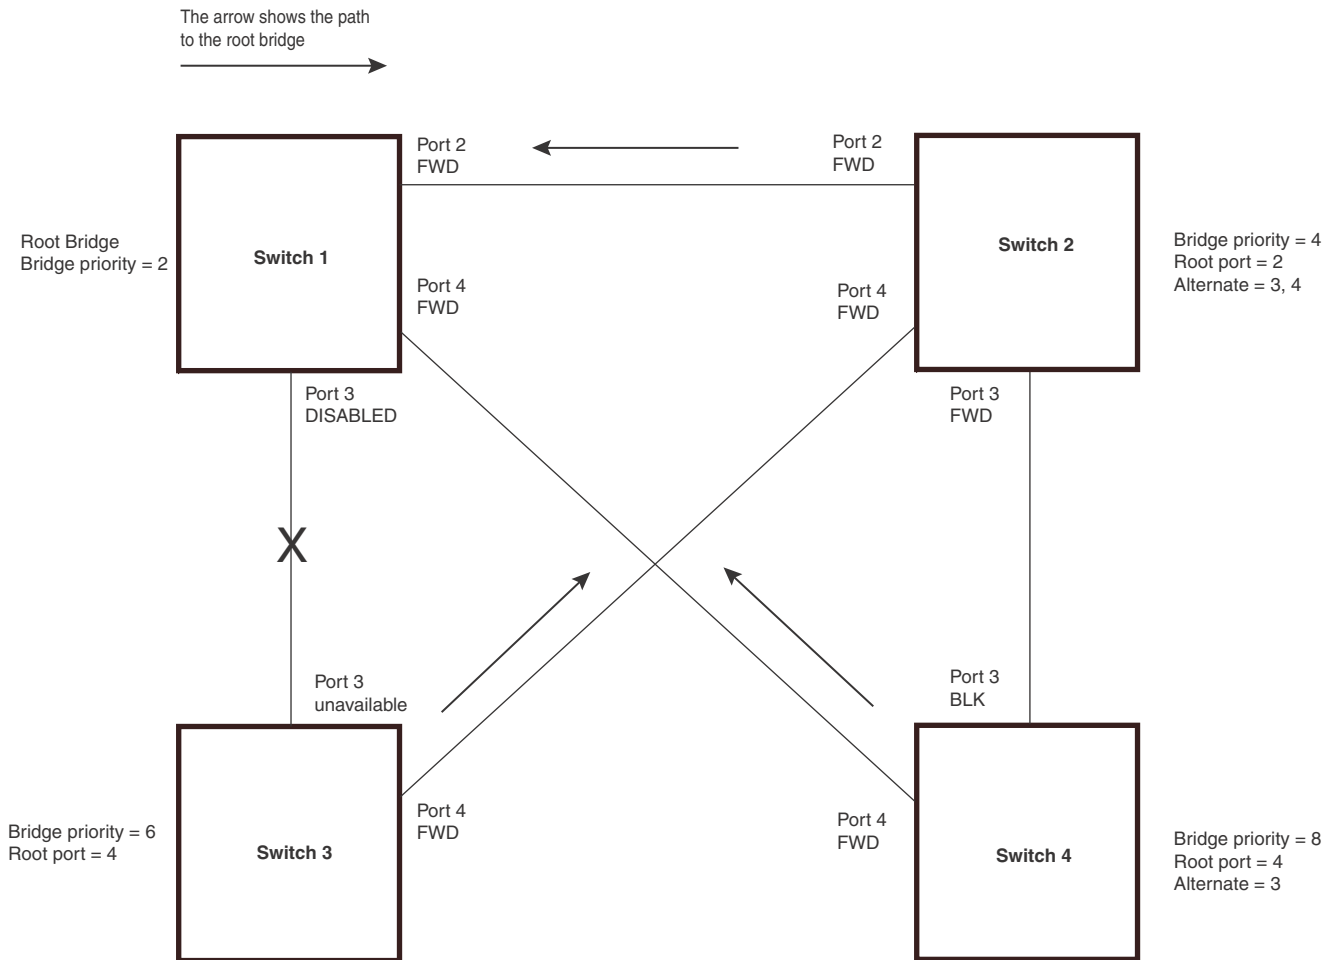 The arrow shows the path
to the root bridge
Port 2
FWD
Port 2
FWD
Root Bridge
Bridge priority = 2
Switch 1
Switch 2
Bridge priority = 4
Root port = 2
Alternate = 3, 4
Port 4
FWD
Port 4
FWD
Port 3
DISABLED
Port 3
FWD
X
Port 3
unavailable
Port 3
BLK
Port 4
FWD
Port 4
FWD
Bridge priority = 6
Root port = 4
Switch 3
Switch 4
Bridge priority = 8
Root port = 4
Alternate = 3